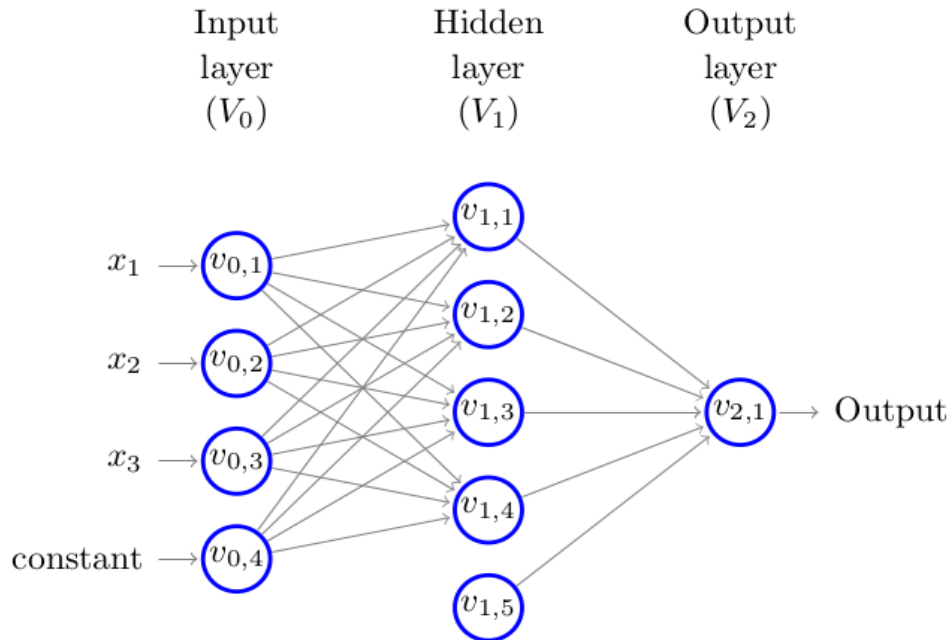 Input
layer
(V₀)
Hidden
layer
(V₁)
Output
layer
(V₂)
x₁
x₂
x₃
constant
v₀,₁
v₀,₂
v₀,₃
v₀,₄
v₁,₁
v₁,₂
v₁,₃
v₁,₄
v₁,₅
v₂,₁
Output